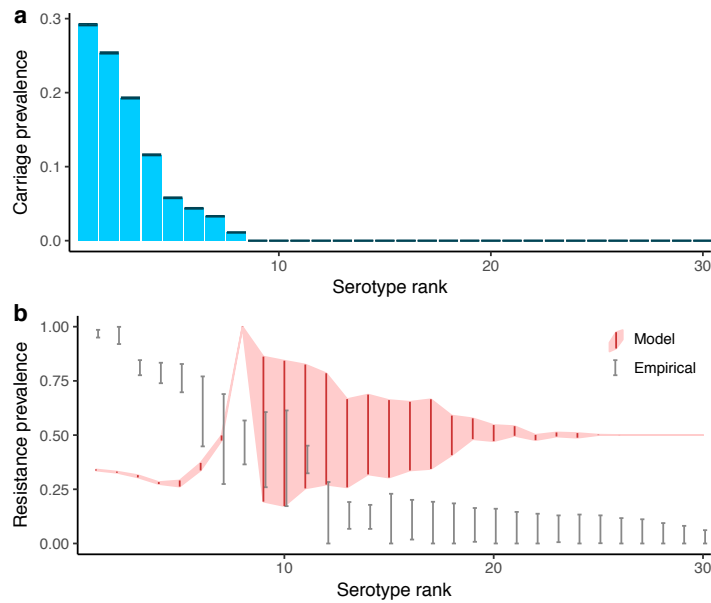 a
Carriage prevalence
0.3
0.2
0.1
0.0
10
20
30
Serotype rank
b
Resistance prevalence
1.00
0.75
0.50
0.25
0.00
Model
Empirical
10
20
30
Serotype rank